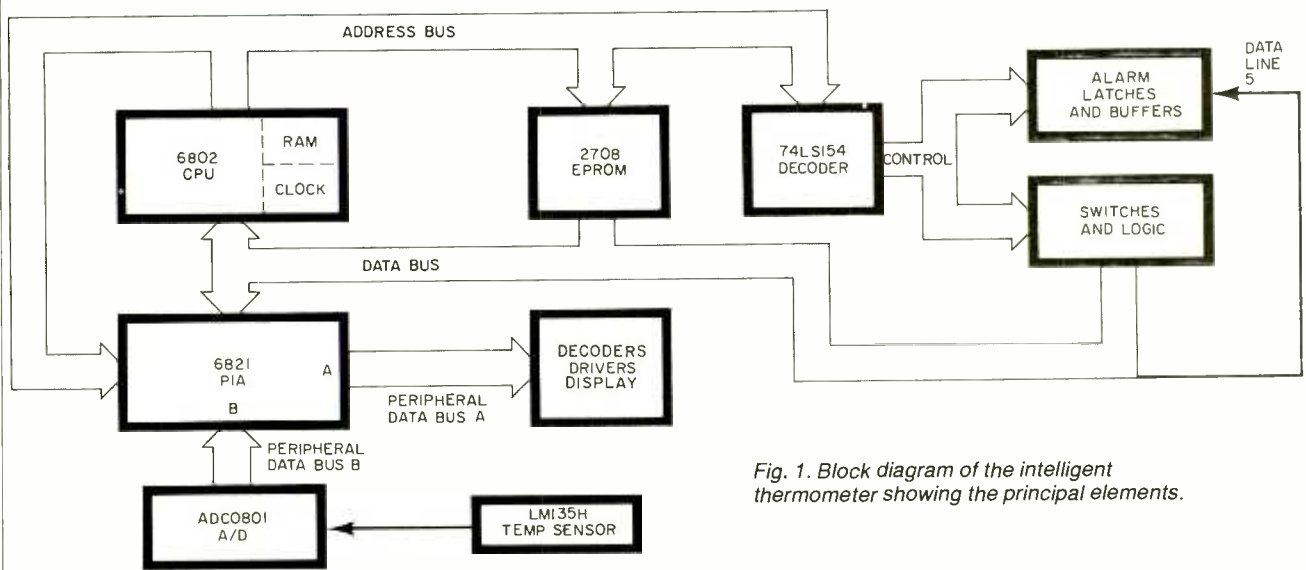 ADDRESS BUS
DATA
LINE
5
ALARM
LATCHES
AND BUFFERS
6802
CPU
RAM
CLOCK
2708
EPROM
74LS154
DECODER
CONTROL
SWITCHES
AND LOGIC
DATA BUS
6821
PIA
A
B
DECODERS
DRIVERS
DISPLAY
PERIPHERAL
DATA BUS A
PERIPHERAL
DATA BUS B
ADC0801
A/D
LM135H
TEMP SENSOR
Fig. 1. Block diagram of the intelligent
thermometer showing the principal elements.